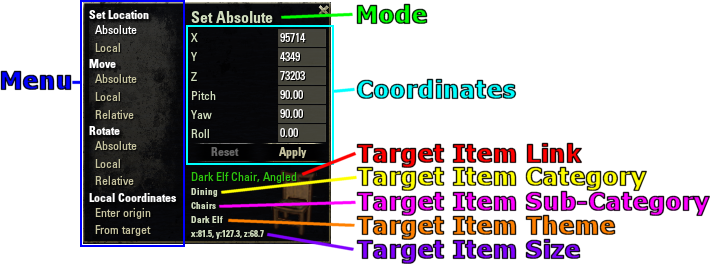 Menu
Set Location
Absolute
Local
Move
Absolute
Local
Relative
Rotate
Absolute
Local
Relative
Local Coordinates
Enter origin
From target
Set Absolute
X 95714
Y 4349
Z 73203
Pitch 90.00
Yaw 90.00
Roll 0.00
Reset Apply
Dark Elf Chair, Angled
Dining
Chairs
Dark Elf
x:81.5, y:127.3, z:68.7
Mode
Coordinates
Target Item Link
Target Item Category
Target Item Sub-Category
Target Item Theme
Target Item Size